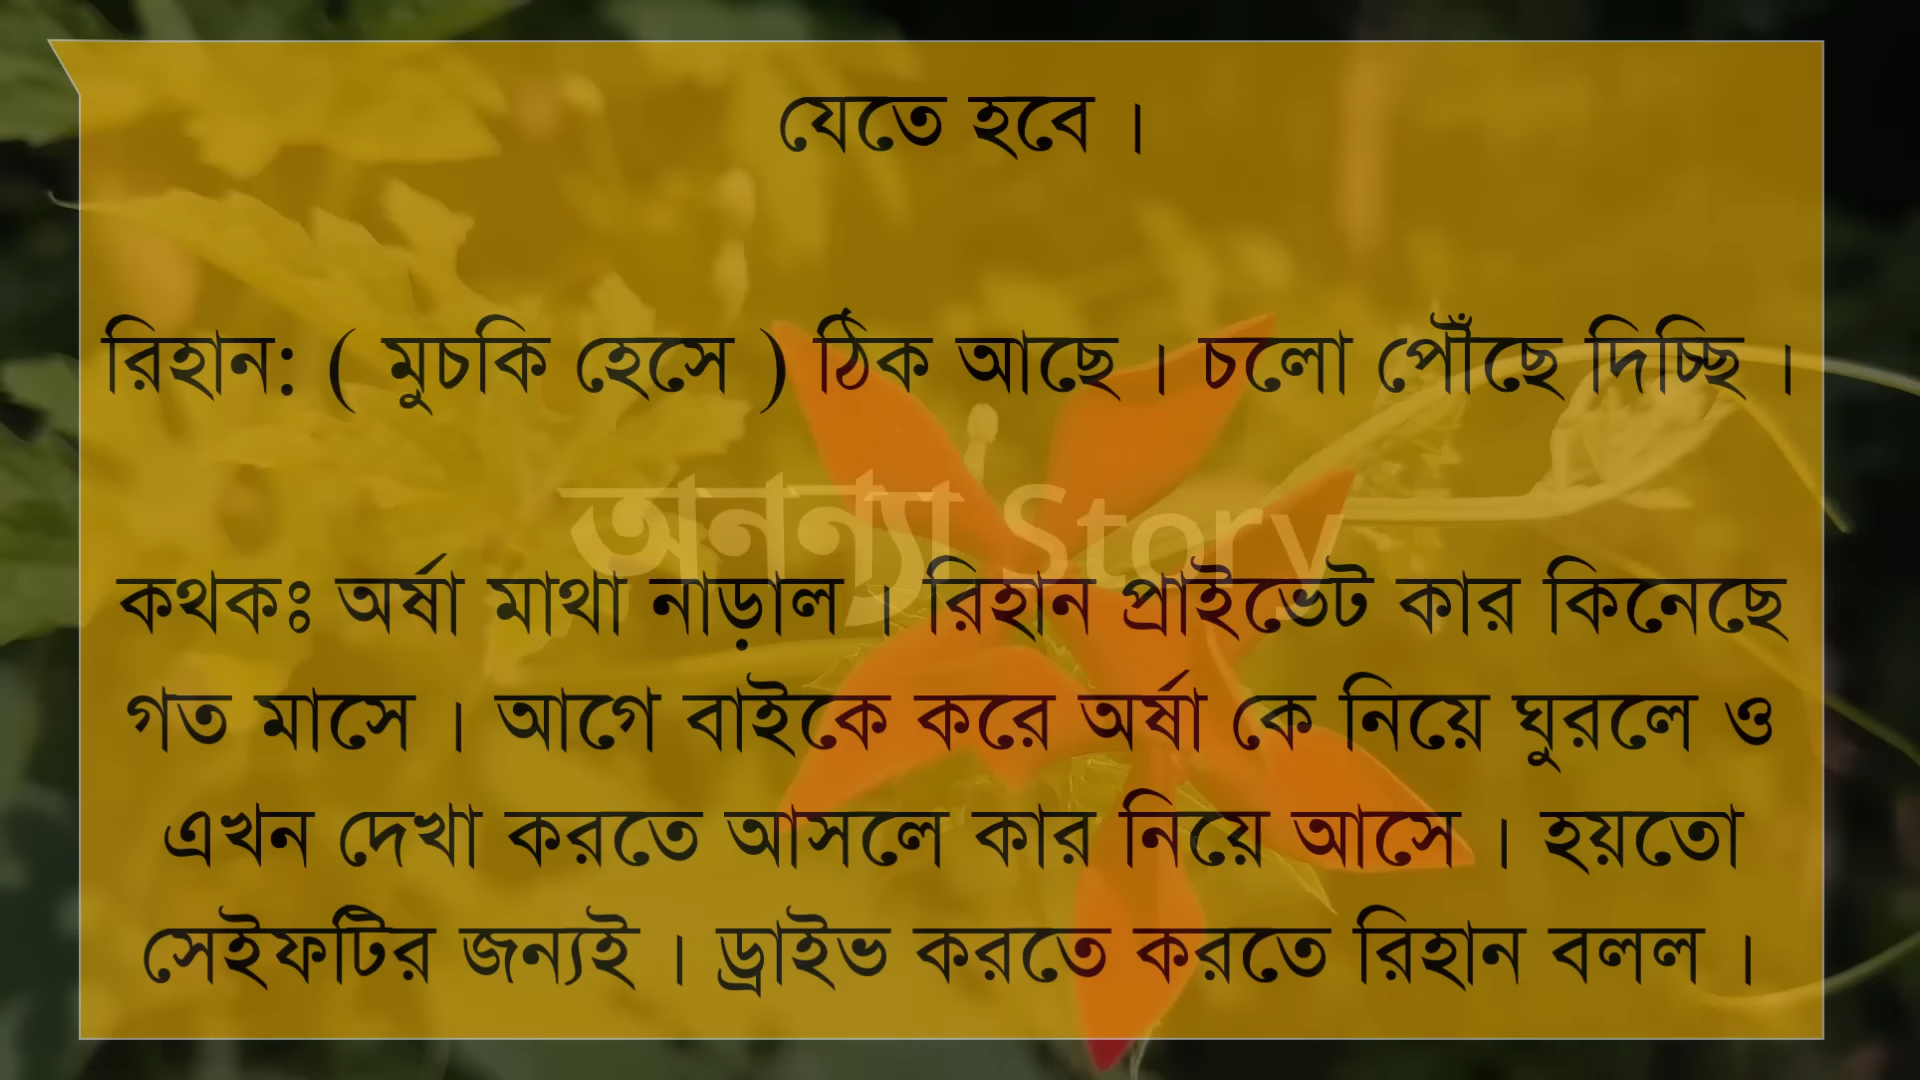 যেতে হবে ।
রিহান: ( মুচকি হেসে ) ঠিক আছে । চলো পৌঁছে দিচ্ছি ।
অনন্যা Story
কথকঃ অর্ষা মাথা নাড়াল । রিহান প্রাইভেট কার কিনেছে
গত মাসে । আগে বাইকে করে অর্ষা কে নিয়ে ঘুরলে ও
এখন দেখা করতে আসলে কার নিয়ে আসে । হয়তো
সেইফটির জন্যই । ড্রাইভ করতে করতে রিহান বলল ।